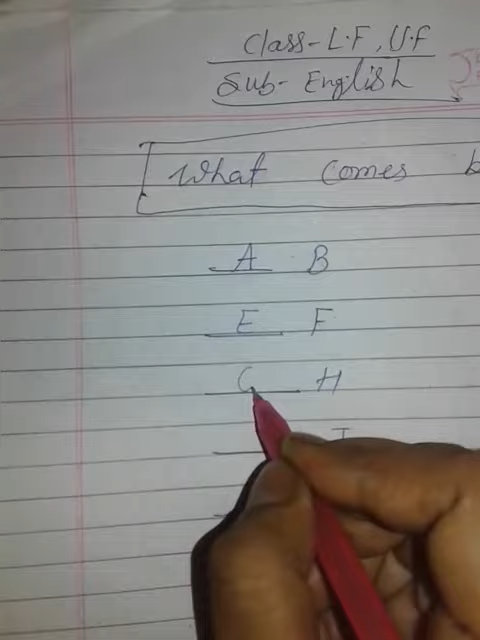 Class-L.F, U.F
Sub- English
What comes b
A B
E F
C H
I